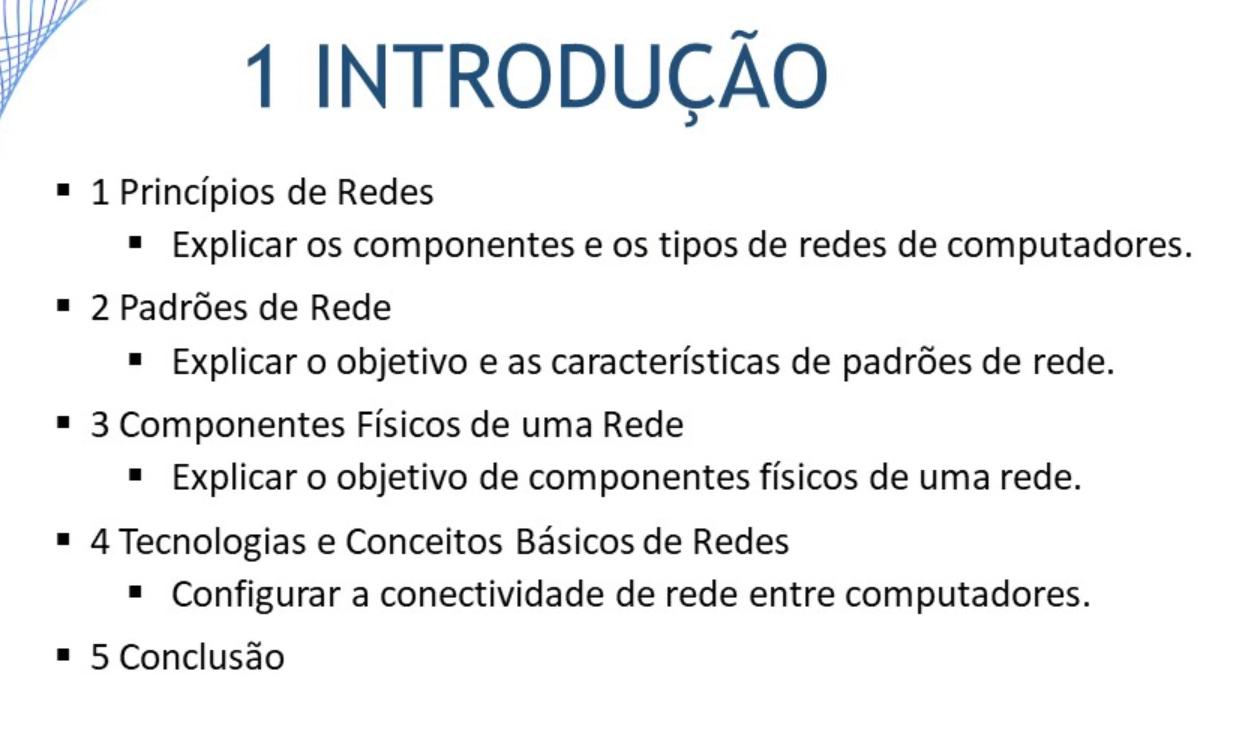 1 INTRODUÇÃO
▪ 1 Princípios de Redes
▪ Explicar os componentes e os tipos de redes de computadores.
▪ 2 Padrões de Rede
▪ Explicar o objetivo e as características de padrões de rede.
▪ 3 Componentes Físicos de uma Rede
▪ Explicar o objetivo de componentes físicos de uma rede.
▪ 4 Tecnologias e Conceitos Básicos de Redes
▪ Configurar a conectividade de rede entre computadores.
▪ 5 Conclusão